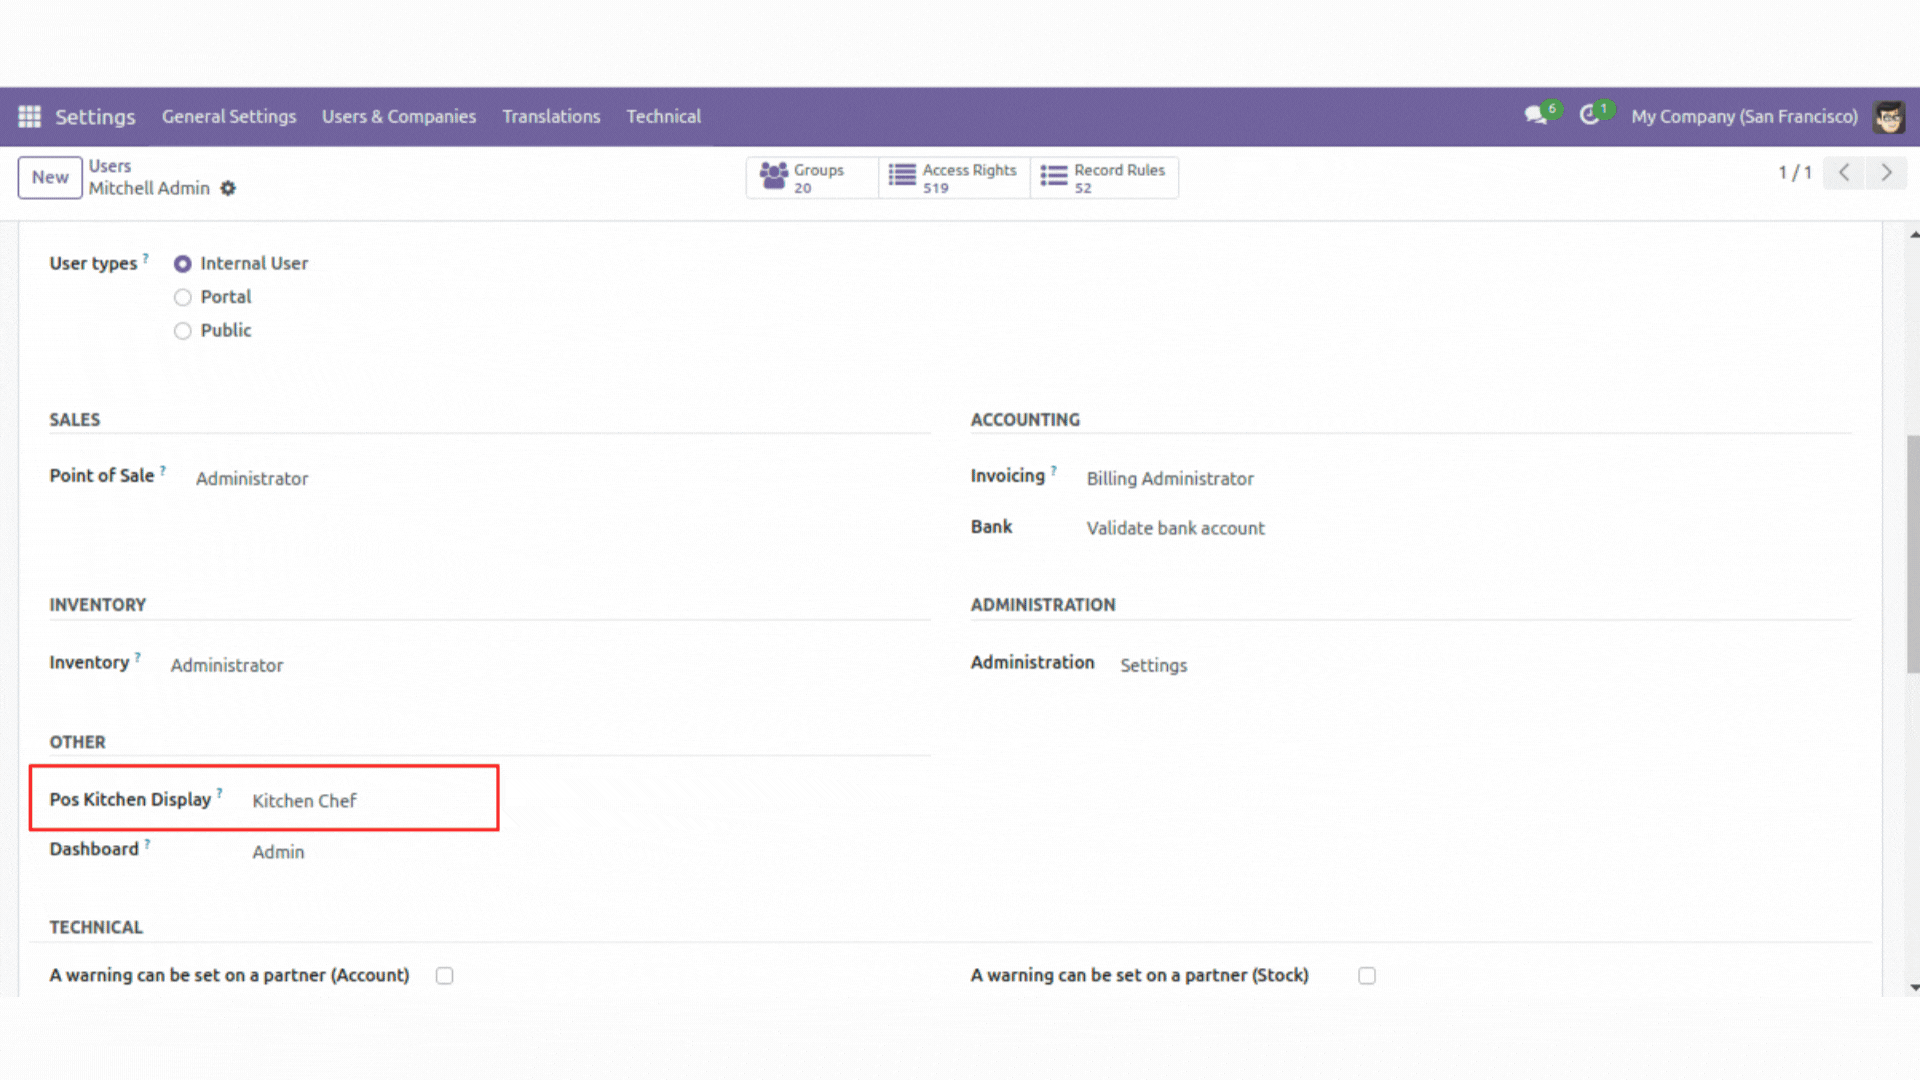 Settings General Settings Users & Companies Translations Technical 6 1 My Company (San Francisco)
New Users
Mitchell Admin
Groups 20 Access Rights 519 Record Rules 52
1 / 1
User types ? Internal User
Portal
Public
SALES
Point of Sale ? Administrator
ACCOUNTING
Invoicing ? Billing Administrator
Bank Validate bank account
INVENTORY
Inventory ? Administrator
ADMINISTRATION
Administration Settings
OTHER
Pos Kitchen Display ? Kitchen Chef
Dashboard ? Admin
TECHNICAL
A warning can be set on a partner (Account) A warning can be set on a partner (Stock)